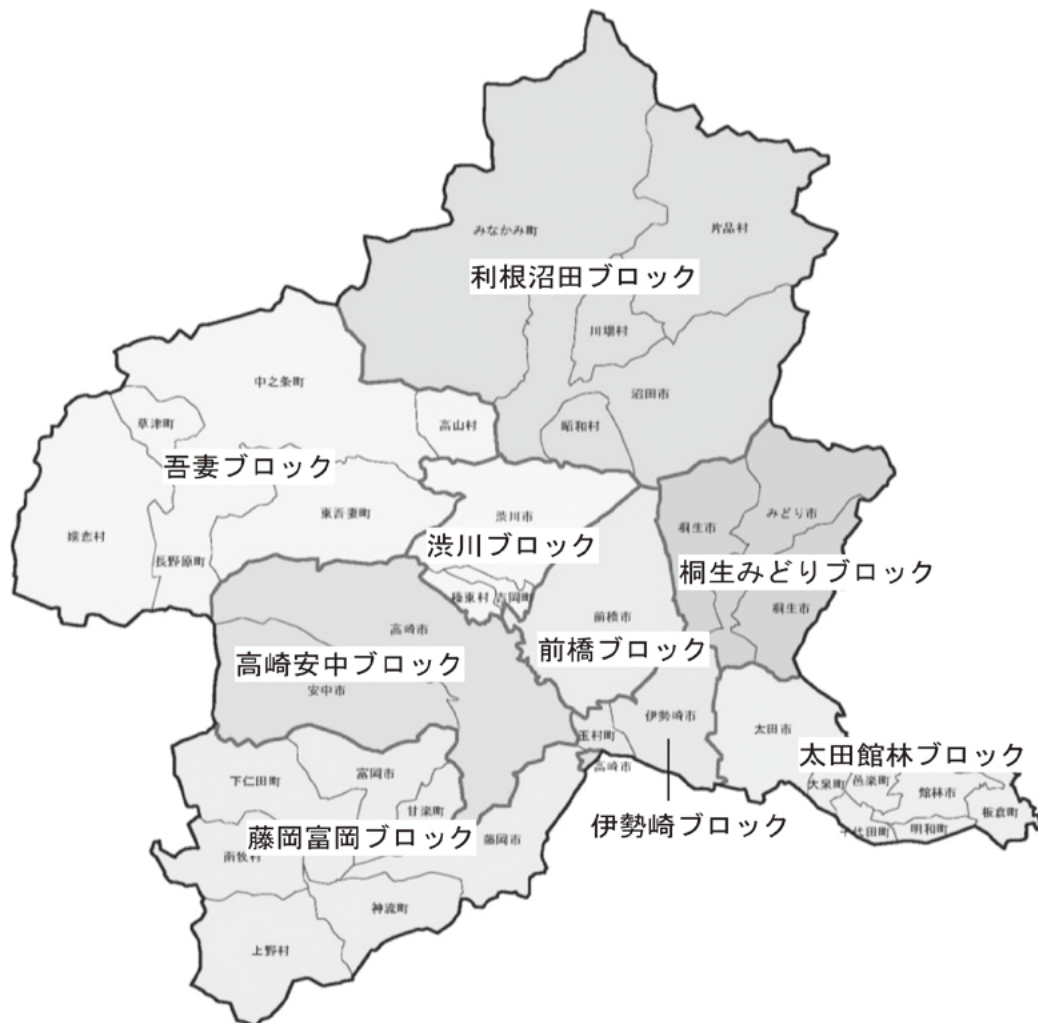 みなかみ町
片品村
利根沼田ブロック
川場村
中之条町
沼田市
草津町
高山村
昭和村
吾妻ブロック
東吾妻町
渋川市
桐生市
みどり市
嬬恋村
長野原町
渋川ブロック
桐生みどりブロック
榛東村
吉岡町
前橋市
桐生市
高崎市
前橋ブロック
高崎安中ブロック
安中市
伊勢崎市
玉村町
太田市
太田館林ブロック
高崎市
下仁田町
富岡市
大泉町
邑楽町
館林市
板倉町
甘楽町
伊勢崎ブロック
千代田町
明和町
藤岡富岡ブロック
藤岡市
南牧村
神流町
上野村